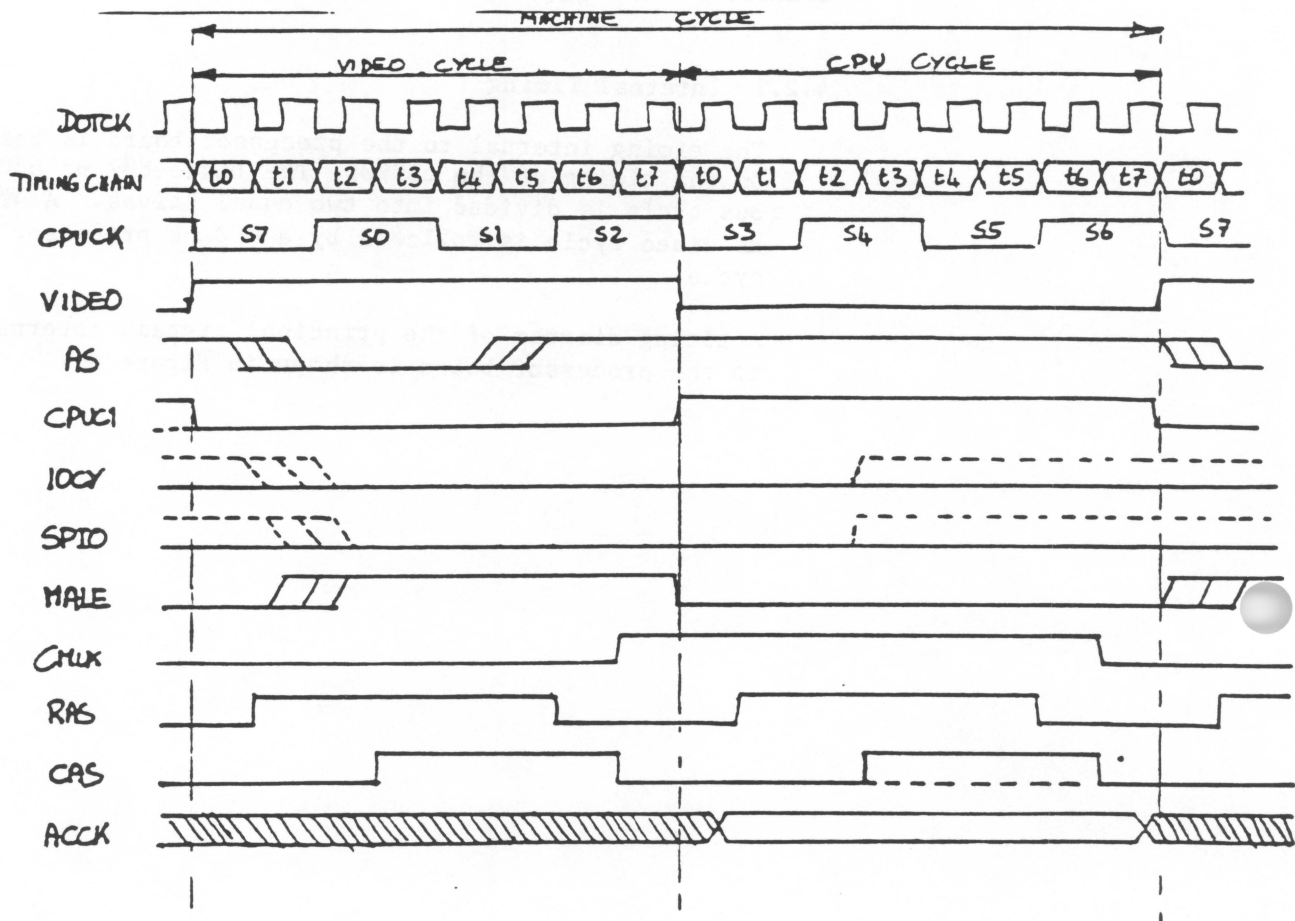 MACHINE CYCLE
VIDEO CYCLE CPU CYCLE
DOTCK
TIMING CHAIN t0 t1 t2 t3 t4 t5 t6 t7 t0 t1 t2 t3 t4 t5 t6 t7 t0
CPUCK S7 S0 S1 S2 S3 S4 S5 S6 S7
VIDEO
AS
CPUC1
IOCY
SPIO
MALE
CMUX
RAS
CAS
ACCK